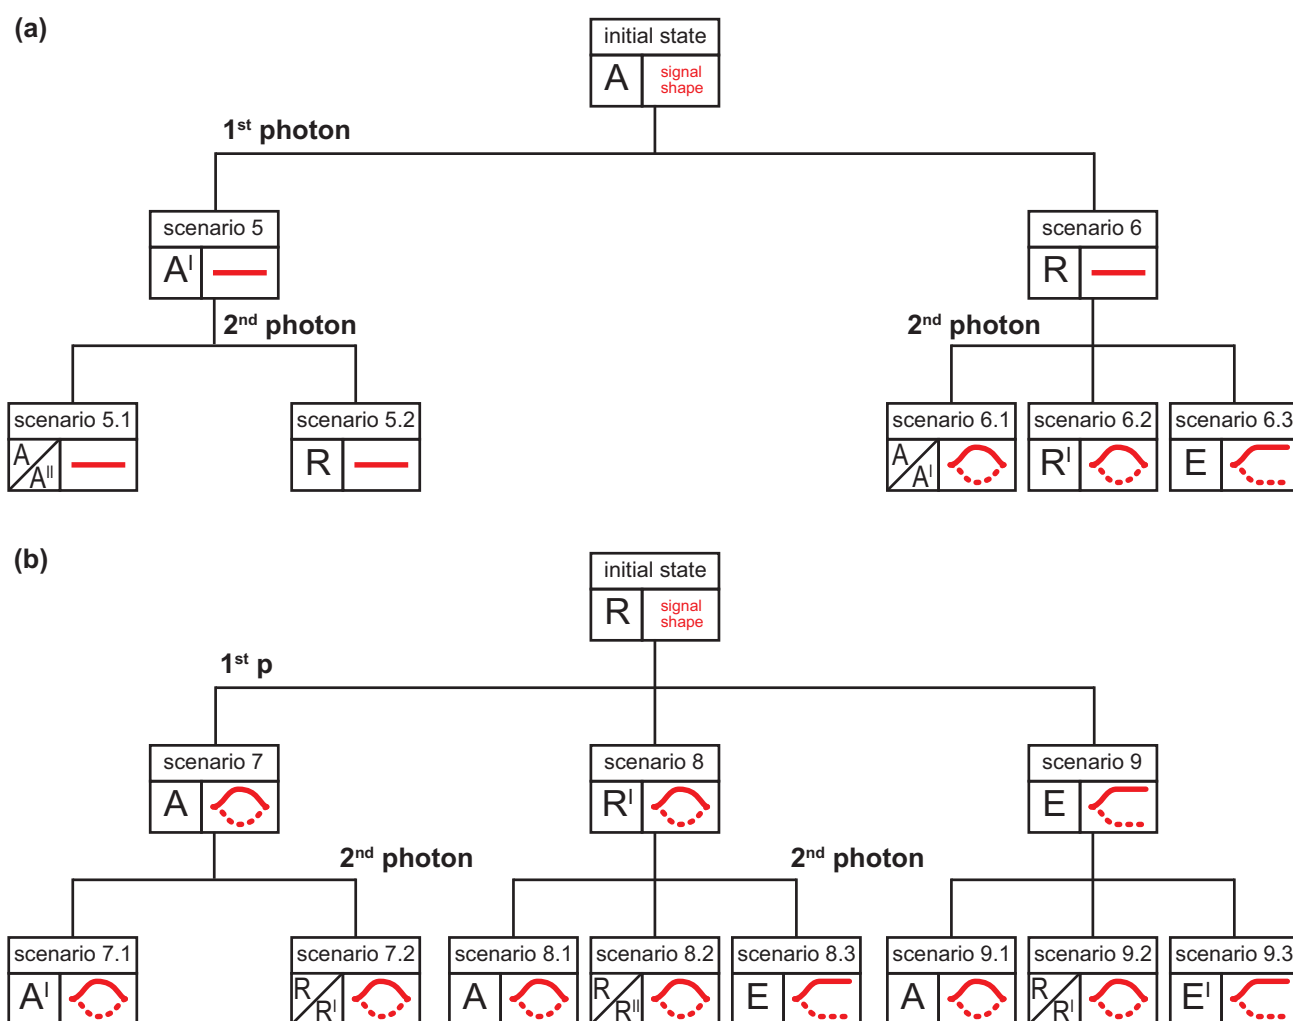 (a)
initial state
A
signal
shape
1st photon
scenario 5
AI
scenario 6
R
2nd photon
2nd photon
scenario 5.1
A
AII
scenario 5.2
R
scenario 6.1
A
AI
scenario 6.2
RI
scenario 6.3
E
(b)
initial state
R
signal
shape
1st p
scenario 7
A
scenario 8
RI
scenario 9
E
2nd photon
2nd photon
scenario 7.1
AI
scenario 7.2
R
RI
scenario 8.1
A
scenario 8.2
R
RII
scenario 8.3
E
scenario 9.1
A
scenario 9.2
R
RI
scenario 9.3
EI